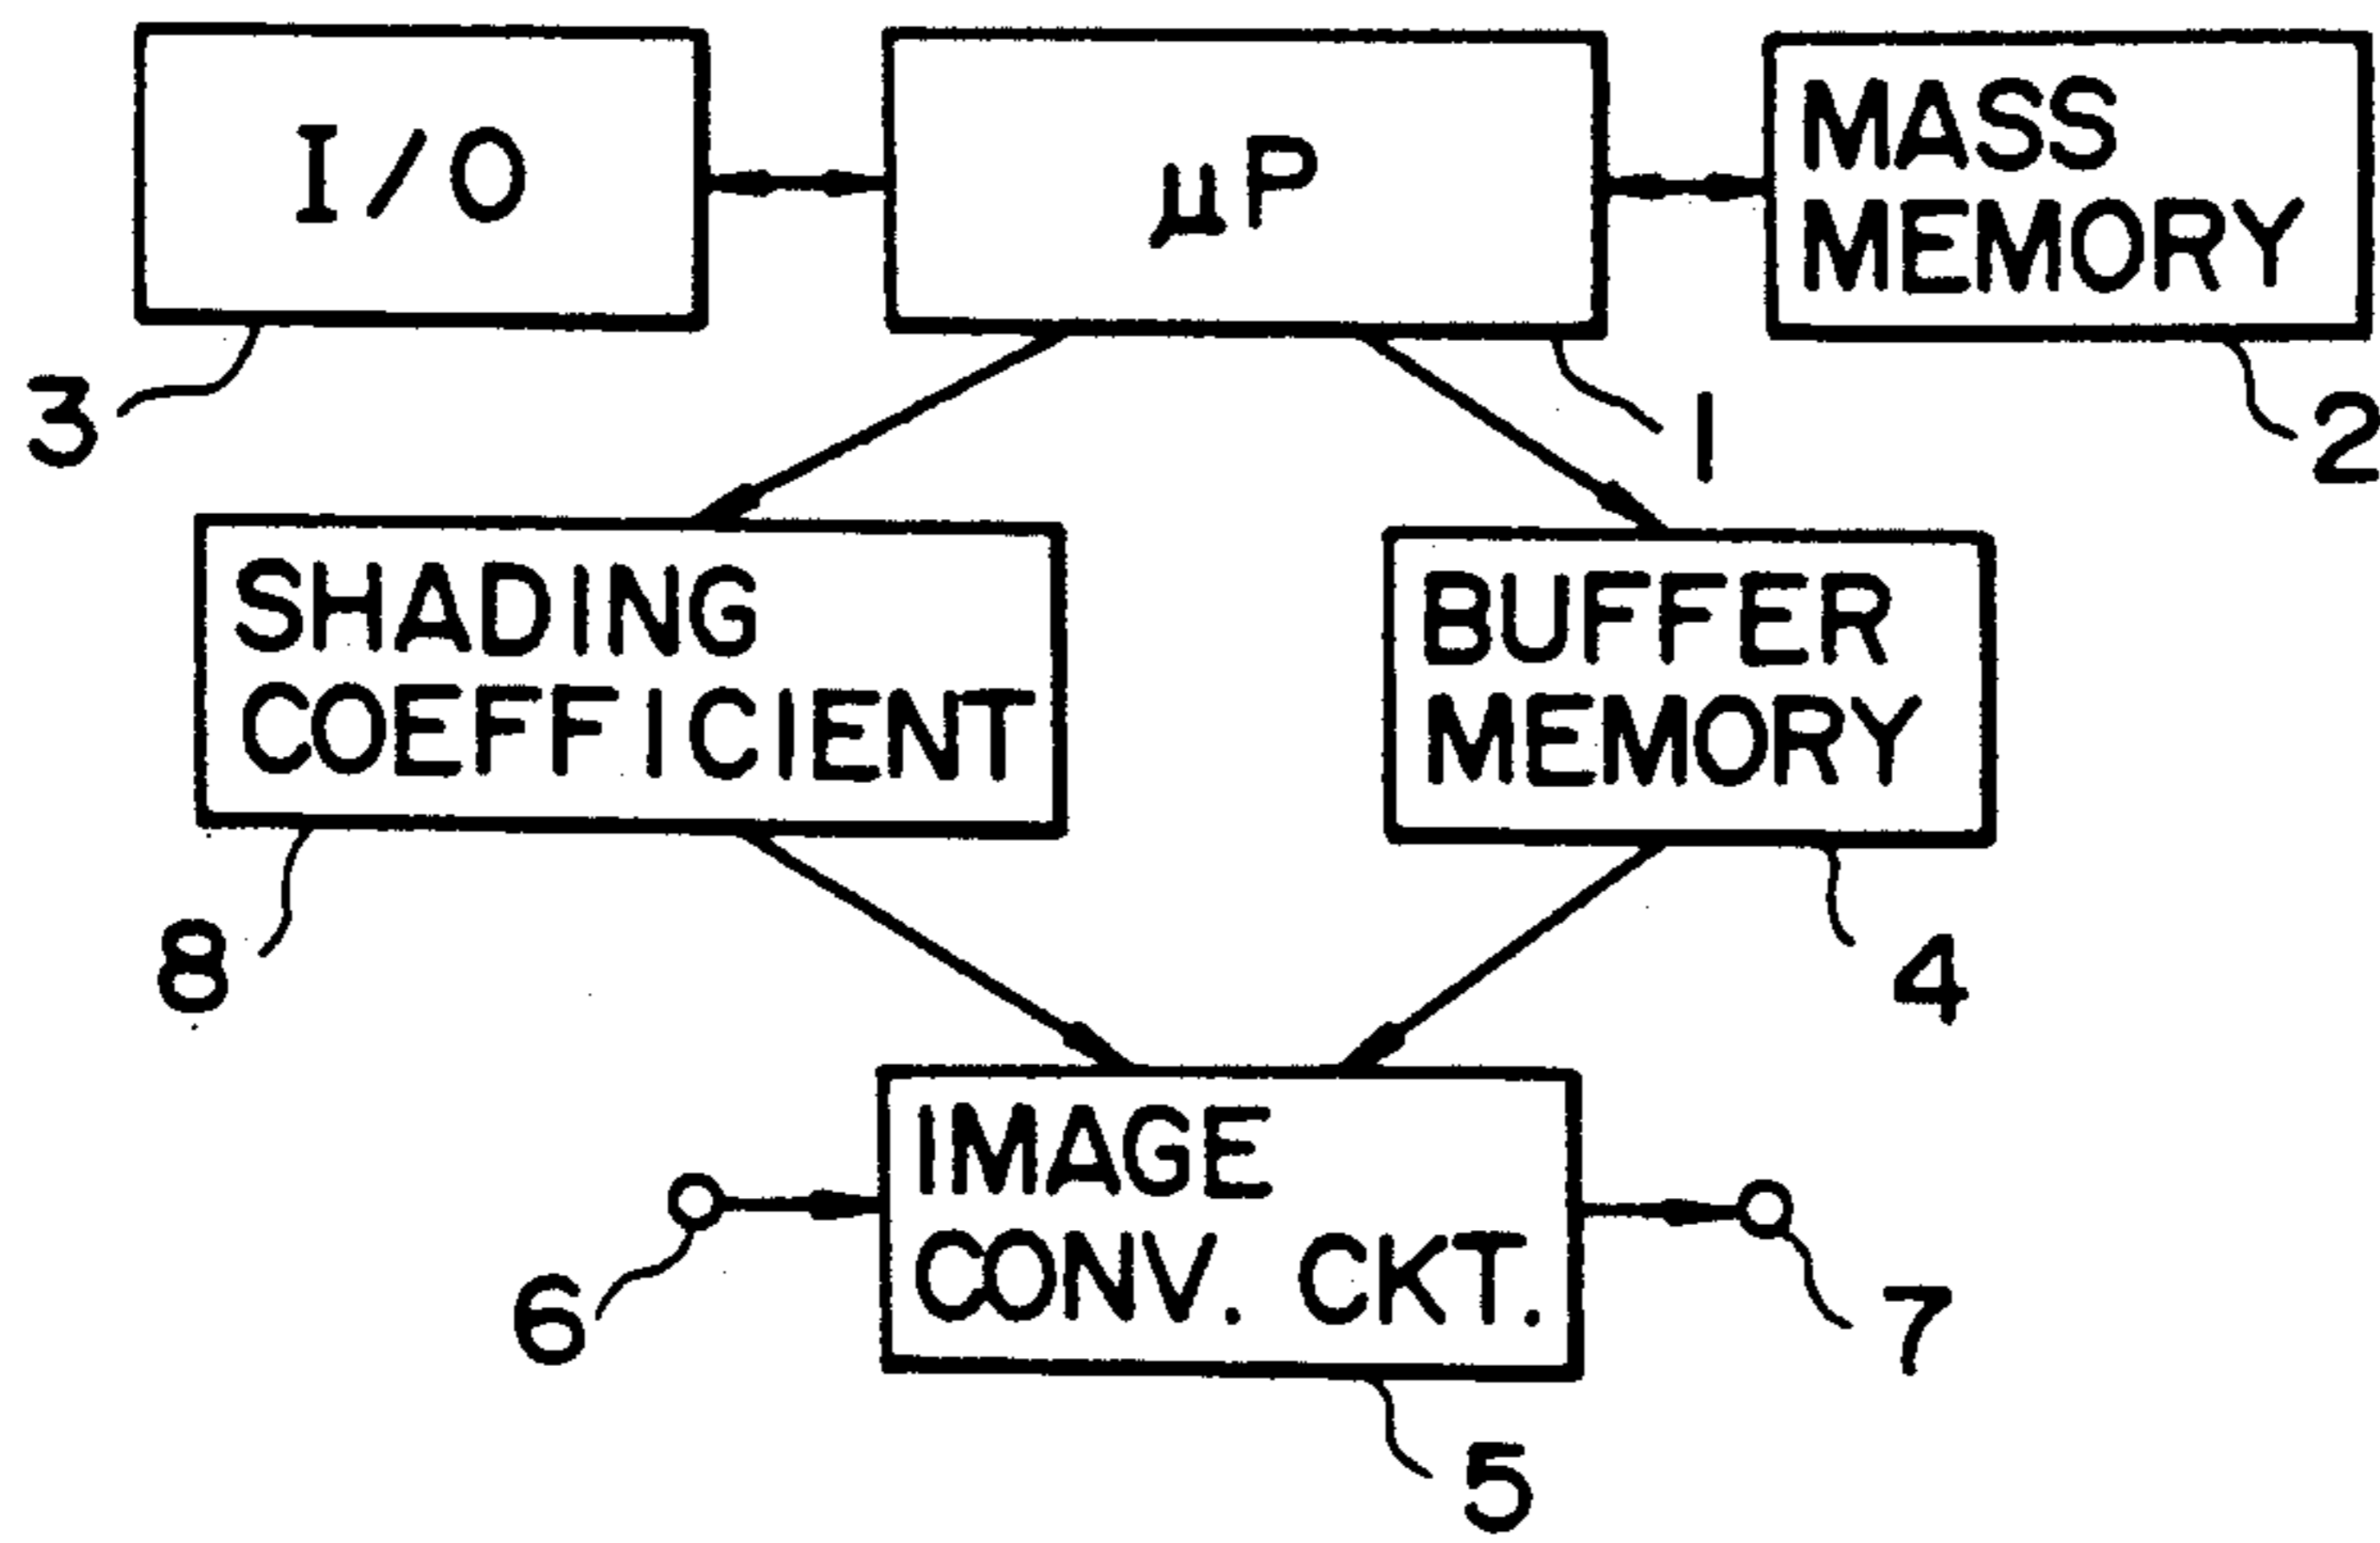 I/O
µP
MASS
MEMORY
3
1
2
SHADING
COEFFICIENT
BUFFER
MEMORY
8
4
IMAGE
CONV. CKT.
6
7
5